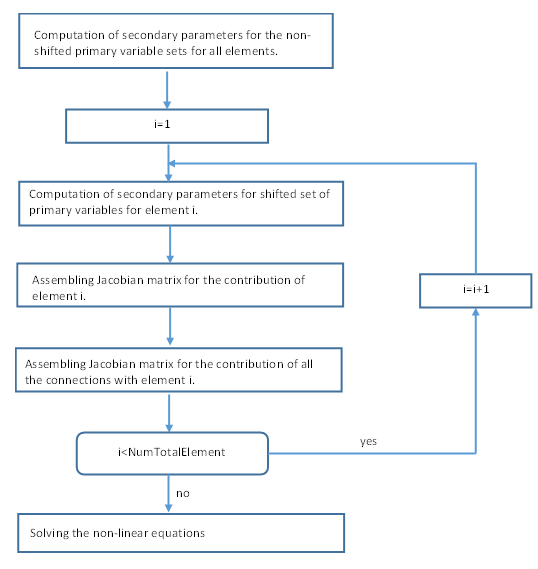 Computation of secondary parameters for the non-
shifted primary variable sets for all elements.
i=1
Computation of secondary parameters for shifted set of
primary variables for element i.
Assembling Jacobian matrix for the contribution of
element i.
i=i+1
Assembling Jacobian matrix for the contribution of all
the connections with element i.
i<NumTotalElement
yes
no
Solving the non-linear equations